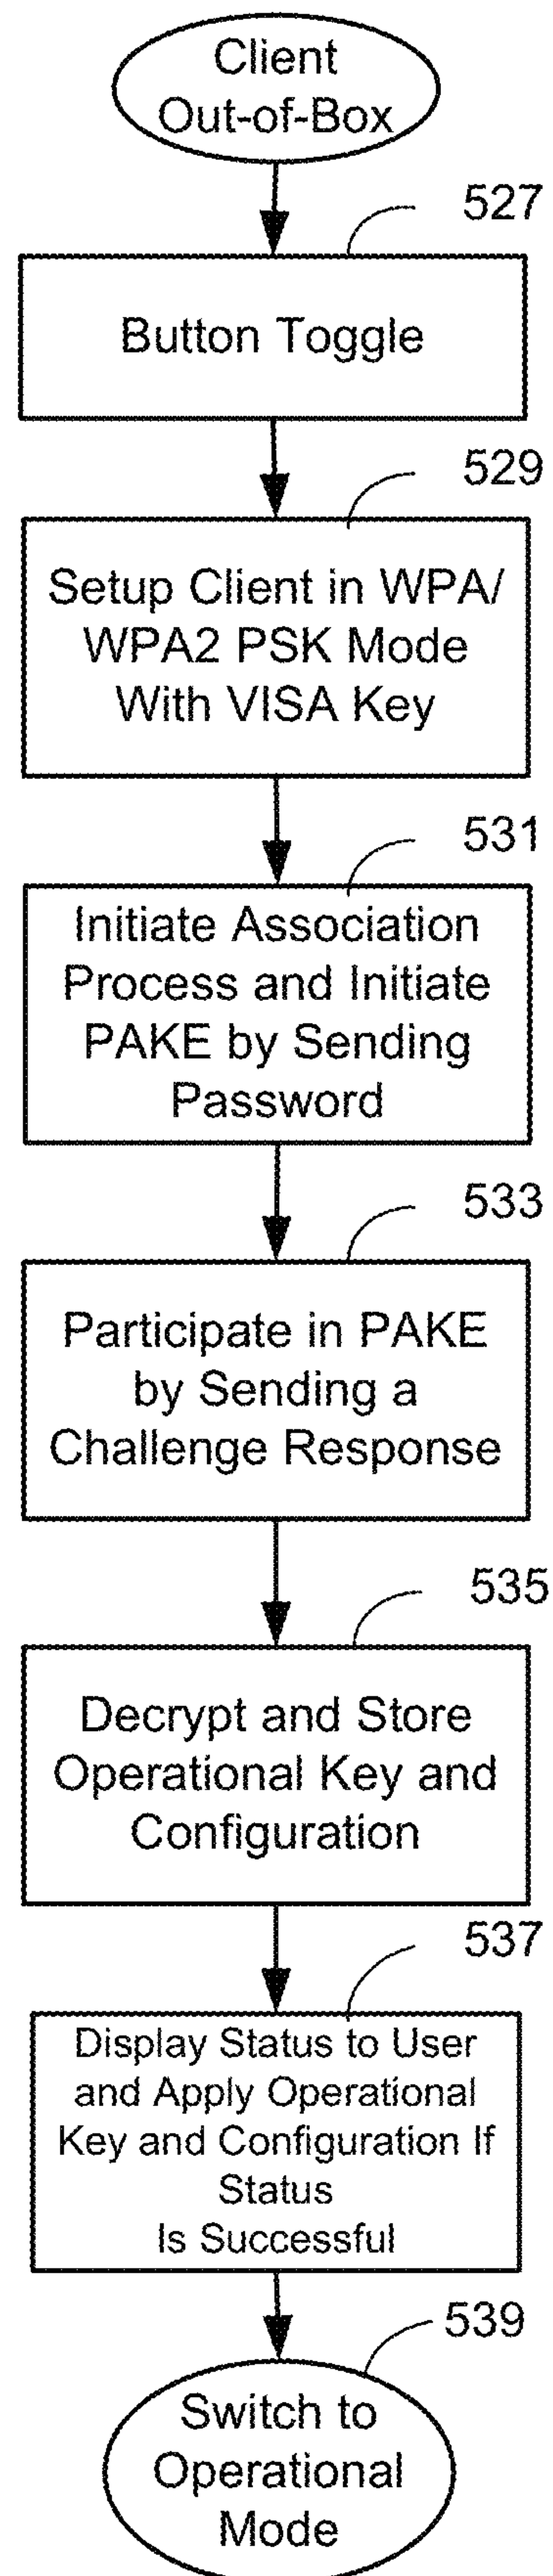 Client
Out-of-Box
527
Button Toggle
529
Setup Client in WPA/
WPA2 PSK Mode
With VISA Key
531
Initiate Association
Process and Initiate
PAKE by Sending
Password
533
Participate in PAKE
by Sending a
Challenge Response
535
Decrypt and Store
Operational Key and
Configuration
537
Display Status to User
and Apply Operational
Key and Configuration If
Status
Is Successful
539
Switch to
Operational
Mode